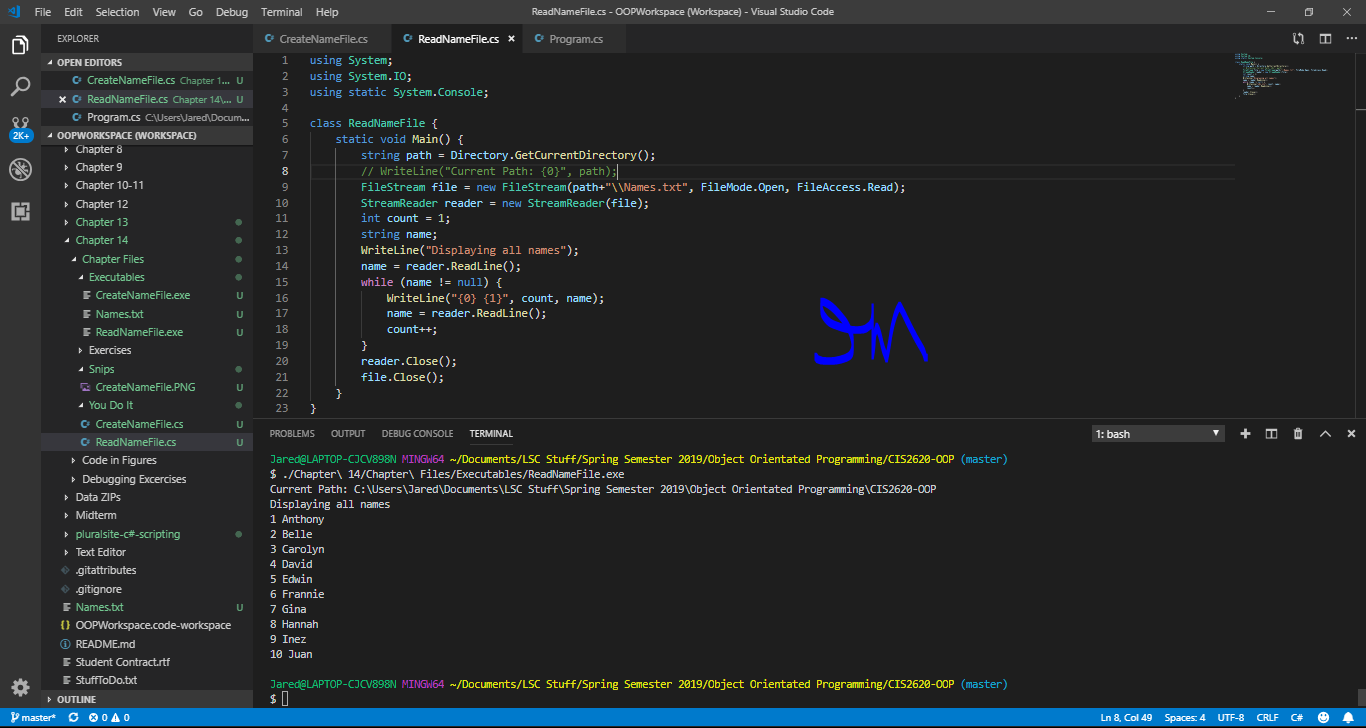 File Edit Selection View Go Debug Terminal Help
ReadNameFile.cs - OOPWorkspace (Workspace) - Visual Studio Code
EXPLORER
OPEN EDITORS
CreateNameFile.cs Chapter 1... U
ReadNameFile.cs Chapter 14\... U
Program.cs C:\Users\Jared\Docum...
2K+
OOPWORKSPACE (WORKSPACE)
Chapter 8
Chapter 9
Chapter 10-11
Chapter 12
Chapter 13
Chapter 14
Chapter Files
Executables
CreateNameFile.exe U
Names.txt U
ReadNameFile.exe U
Exercises
Snips
CreateNameFile.PNG U
You Do It
CreateNameFile.cs U
ReadNameFile.cs U
Code in Figures
Debugging Excercises
Data ZIPs
Midterm
pluralsite-c#-scripting
Text Editor
.gitattributes
.gitignore
Names.txt U
OOPWorkspace.code-workspace
README.md
Student Contract.rtf
StuffToDo.txt
OUTLINE
CreateNameFile.cs ReadNameFile.cs Program.cs
1 using System;
2 using System.IO;
3 using static System.Console;
4
5 class ReadNameFile {
6 static void Main() {
7 string path = Directory.GetCurrentDirectory();
8 // WriteLine("Current Path: {0}", path);
9 FileStream file = new FileStream(path+"\\Names.txt", FileMode.Open, FileAccess.Read);
10 StreamReader reader = new StreamReader(file);
11 int count = 1;
12 string name;
13 WriteLine("Displaying all names");
14 name = reader.ReadLine();
15 while (name != null) {
16 WriteLine("{0} {1}", count, name);
17 name = reader.ReadLine();
18 count++;
19 }
20 reader.Close();
21 file.Close();
22 }
23 }
PROBLEMS OUTPUT DEBUG CONSOLE TERMINAL
1: bash
Jared@LAPTOP-CJCV898N MINGW64 ~/Documents/LSC Stuff/Spring Semester 2019/Object Orientated Programming/CIS2620-OOP (master)
$ ./Chapter\ 14/Chapter\ Files/Executables/ReadNameFile.exe
Current Path: C:\Users\Jared\Documents\LSC Stuff\Spring Semester 2019\Object Orientated Programming\CIS2620-OOP
Displaying all names
1 Anthony
2 Belle
3 Carolyn
4 David
5 Edwin
6 Frannie
7 Gina
8 Hannah
9 Inez
10 Juan
Jared@LAPTOP-CJCV898N MINGW64 ~/Documents/LSC Stuff/Spring Semester 2019/Object Orientated Programming/CIS2620-OOP (master)
$
master* 0 0
Ln 8, Col 49 Spaces: 4 UTF-8 CRLF C#